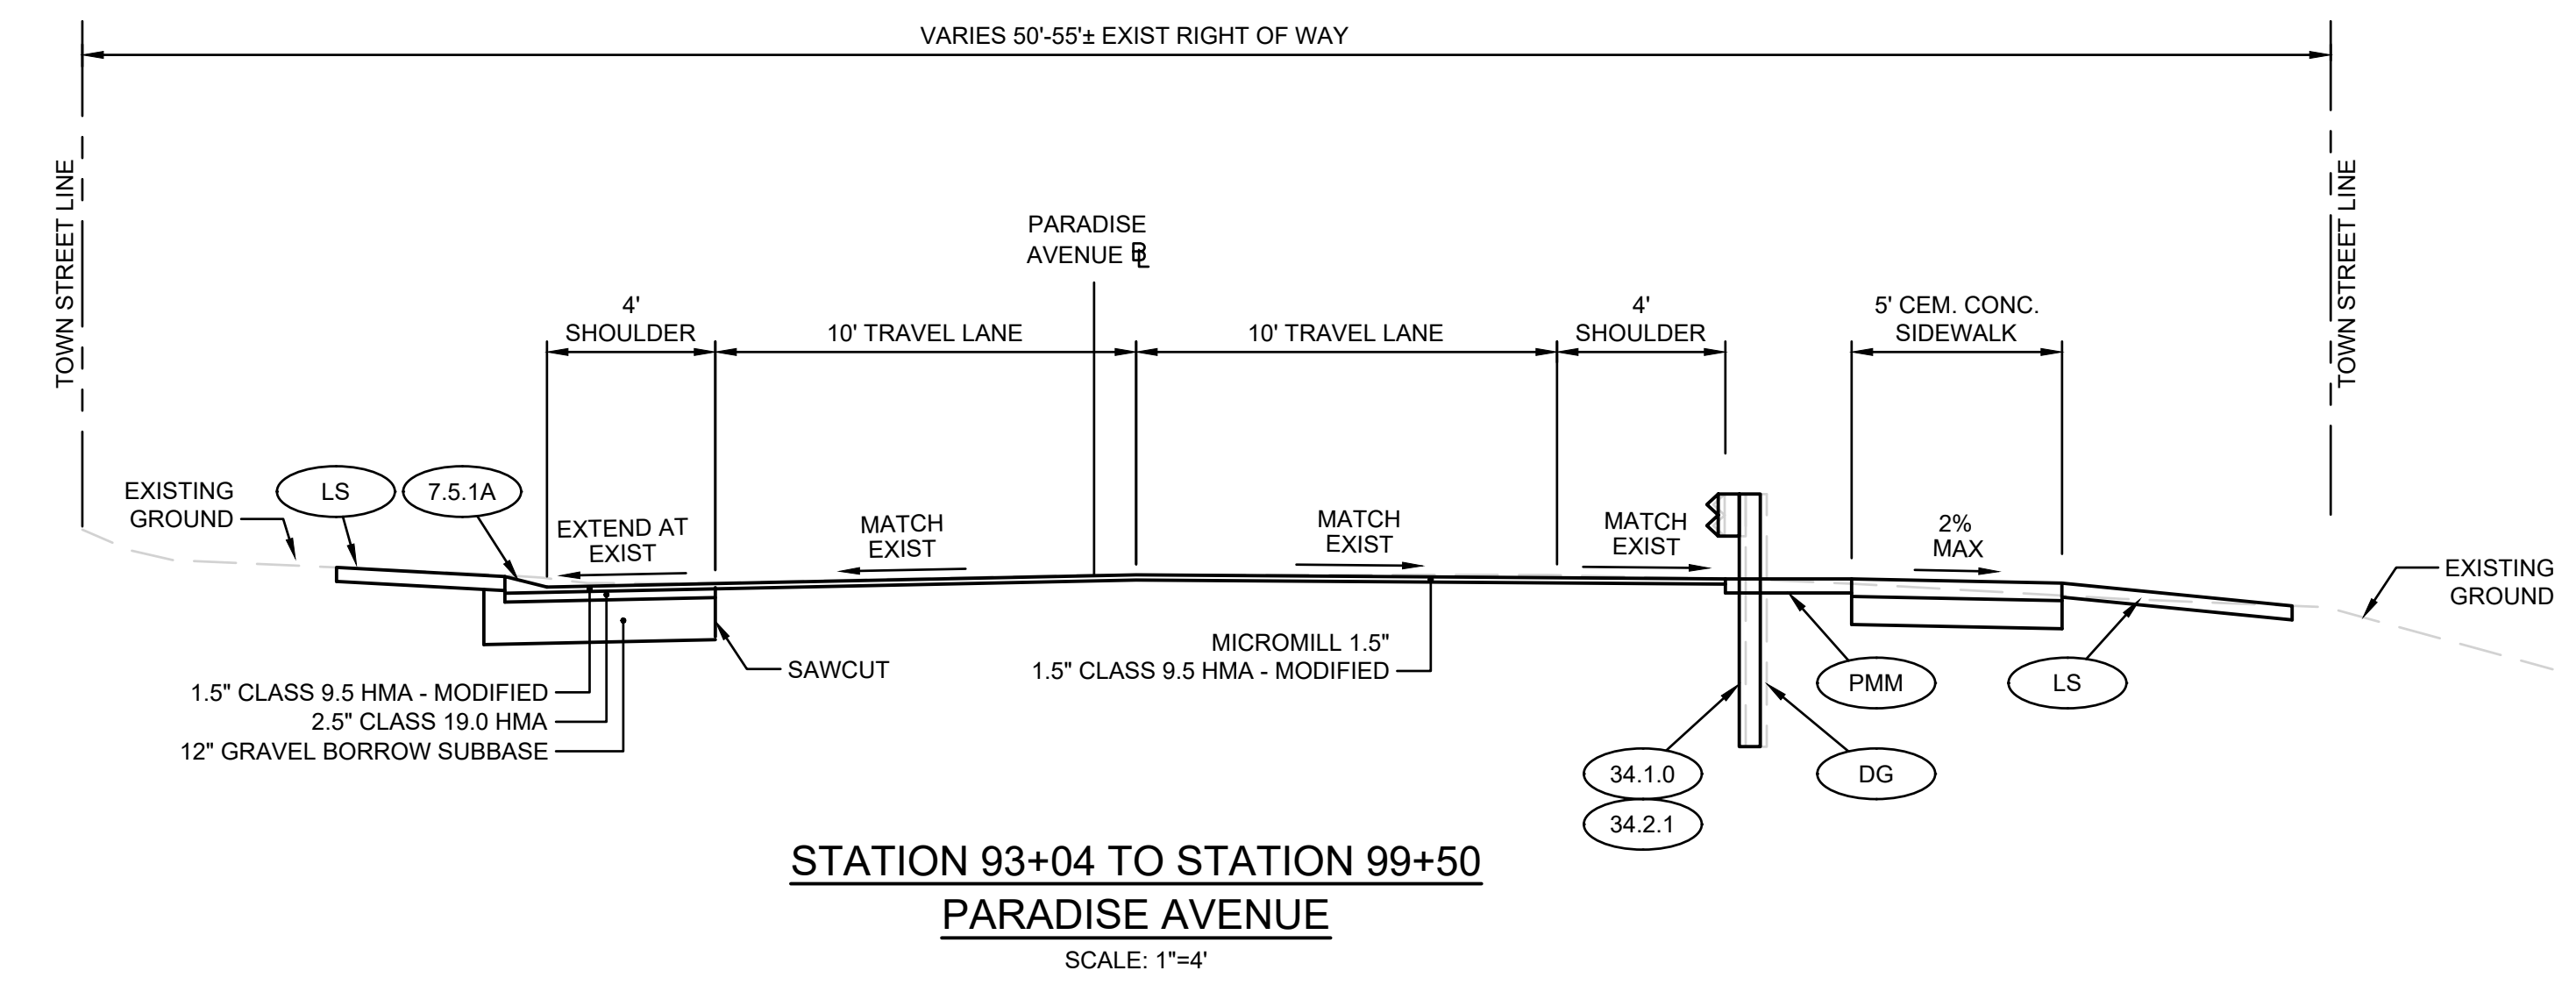 VARIES 50'-55'± EXIST RIGHT OF WAY
TOWN STREET LINE
TOWN STREET LINE
PARADISE
AVENUE BL
4'
SHOULDER
10' TRAVEL LANE
10' TRAVEL LANE
4'
SHOULDER
5' CEM. CONC.
SIDEWALK
EXISTING
GROUND
LS
7.5.1A
EXTEND AT
EXIST
MATCH
EXIST
MATCH
EXIST
MATCH
EXIST
2%
MAX
EXISTING
GROUND
SAWCUT
1.5" CLASS 9.5 HMA - MODIFIED
2.5" CLASS 19.0 HMA
12" GRAVEL BORROW SUBBASE
MICROMILL 1.5"
1.5" CLASS 9.5 HMA - MODIFIED
PMM
LS
34.1.0
34.2.1
DG
STATION 93+04 TO STATION 99+50
PARADISE AVENUE
SCALE: 1"=4'